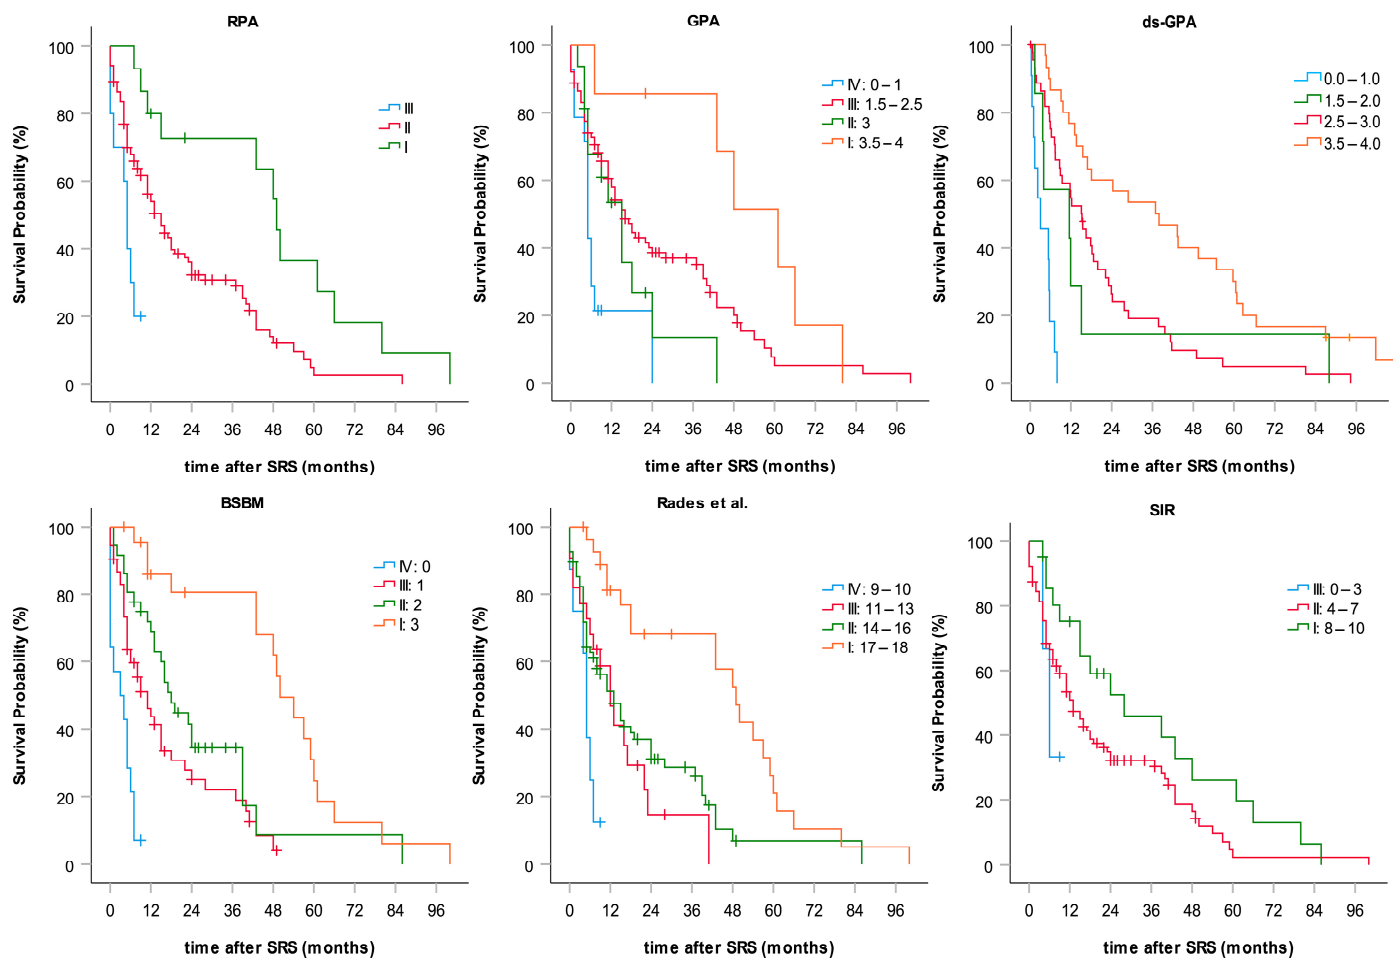 RPA
Survival Probability (%)
100
80
60
40
20
0
III
II
I
0 12 24 36 48 60 72 84 96
time after SRS (months)
GPA
Survival Probability (%)
100
80
60
40
20
0
IV: 0 – 1
III: 1.5 – 2.5
II: 3
I: 3.5 – 4
0 12 24 36 48 60 72 84 96
time after SRS (months)
ds-GPA
Survival Probability (%)
100
80
60
40
20
0
0.0 – 1.0
1.5 – 2.0
2.5 – 3.0
3.5 – 4.0
0 12 24 36 48 60 72 84 96
time after SRS (months)
BSBM
Survival Probability (%)
100
80
60
40
20
0
IV: 0
III: 1
II: 2
I: 3
0 12 24 36 48 60 72 84 96
time after SRS (months)
Rades et al.
Survival Probability (%)
100
80
60
40
20
0
IV: 9 – 10
III: 11 – 13
II: 14 – 16
I: 17 – 18
0 12 24 36 48 60 72 84 96
time after SRS (months)
SIR
Survival Probability (%)
100
80
60
40
20
0
III: 0 – 3
II: 4 – 7
I: 8 – 10
0 12 24 36 48 60 72 84 96
time after SRS (months)